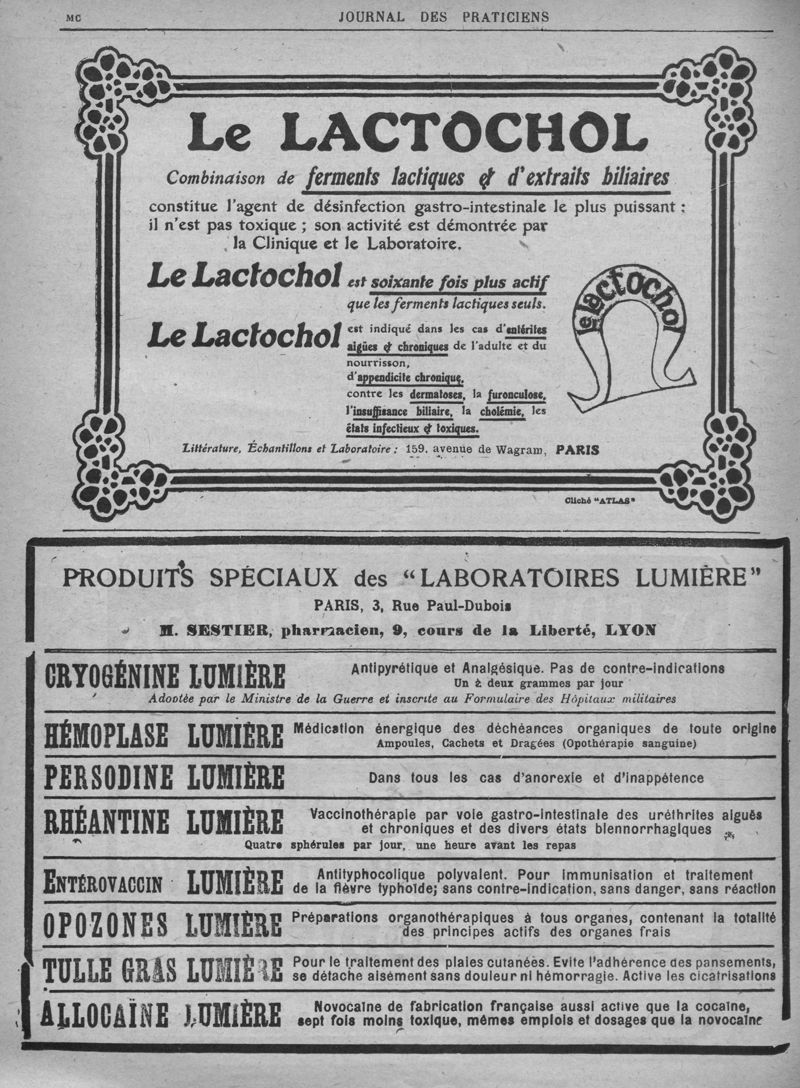 MC
JOURNAL DES PRATICIENS
Le LACTOCHOL
Combinaison de ferments lactiques & d'extraits biliaires
constitue l'agent de désinfection gastro-intestinale le plus puissant :
il n'est pas toxique ; son activité est démontrée par
la Clinique et le Laboratoire.
Le Lactochol est soixante fois plus actif
que les ferments lactiques seuls.
Le Lactochol est indiqué dans les cas d'entérites
aigües & chroniques de l'adulte et du
nourrisson,
d'appendicite chronique,
contre les dermatoses, la furonculose,
l'insuffisance biliaire, la cholémie, les
états infectieux & toxiques.
le lactochol
Littérature, Échantillons et Laboratoire : 159, avenue de Wagram, PARIS
Cliché "ATLAS"
PRODUITS SPÉCIAUX des "LABORATOIRES LUMIÈRE"
PARIS, 3, Rue Paul-Dubois
M. SESTIER, pharmacien, 9, cours de la Liberté, LYON
CRYOGÉNINE LUMIÈRE
Antipyrétique et Analgésique. Pas de contre-indications
Un à deux grammes par jour
Adoptée par le Ministre de la Guerre et inscrite au Formulaire des Hôpitaux militaires
HÉMOPLASE LUMIÈRE
Médication énergique des déchéances organiques de toute origine
Ampoules, Cachets et Dragées (Opothérapie sanguine)
PERSODINE LUMIÈRE
Dans tous les cas d'anorexie et d'inappétence
RHÉANTINE LUMIÈRE
Vaccinothérapie par voie gastro-intestinale des uréthrites aiguës
et chroniques et des divers états blennorrhagiques
Quatre sphérules par jour, une heure avant les repas
ENTÉROVACCIN LUMIÈRE
Antityphocolique polyvalent. Pour immunisation et traitement
de la fièvre typhoïde; sans contre-indication, sans danger, sans réaction
OPOZONES LUMIÈRE
Préparations organothérapiques à tous organes, contenant la totalité
des principes actifs des organes frais
TULLE GRAS LUMIÈRE
Pour le traitement des plaies cutanées. Evite l'adhérence des pansements,
se détache aisément sans douleur ni hémorragie. Active les cicatrisations
ALLOCAÏNE LUMIÈRE
Novocaïne de fabrication française aussi active que la cocaïne,
sept fois moins toxique, mêmes emplois et dosages que la novocaïne